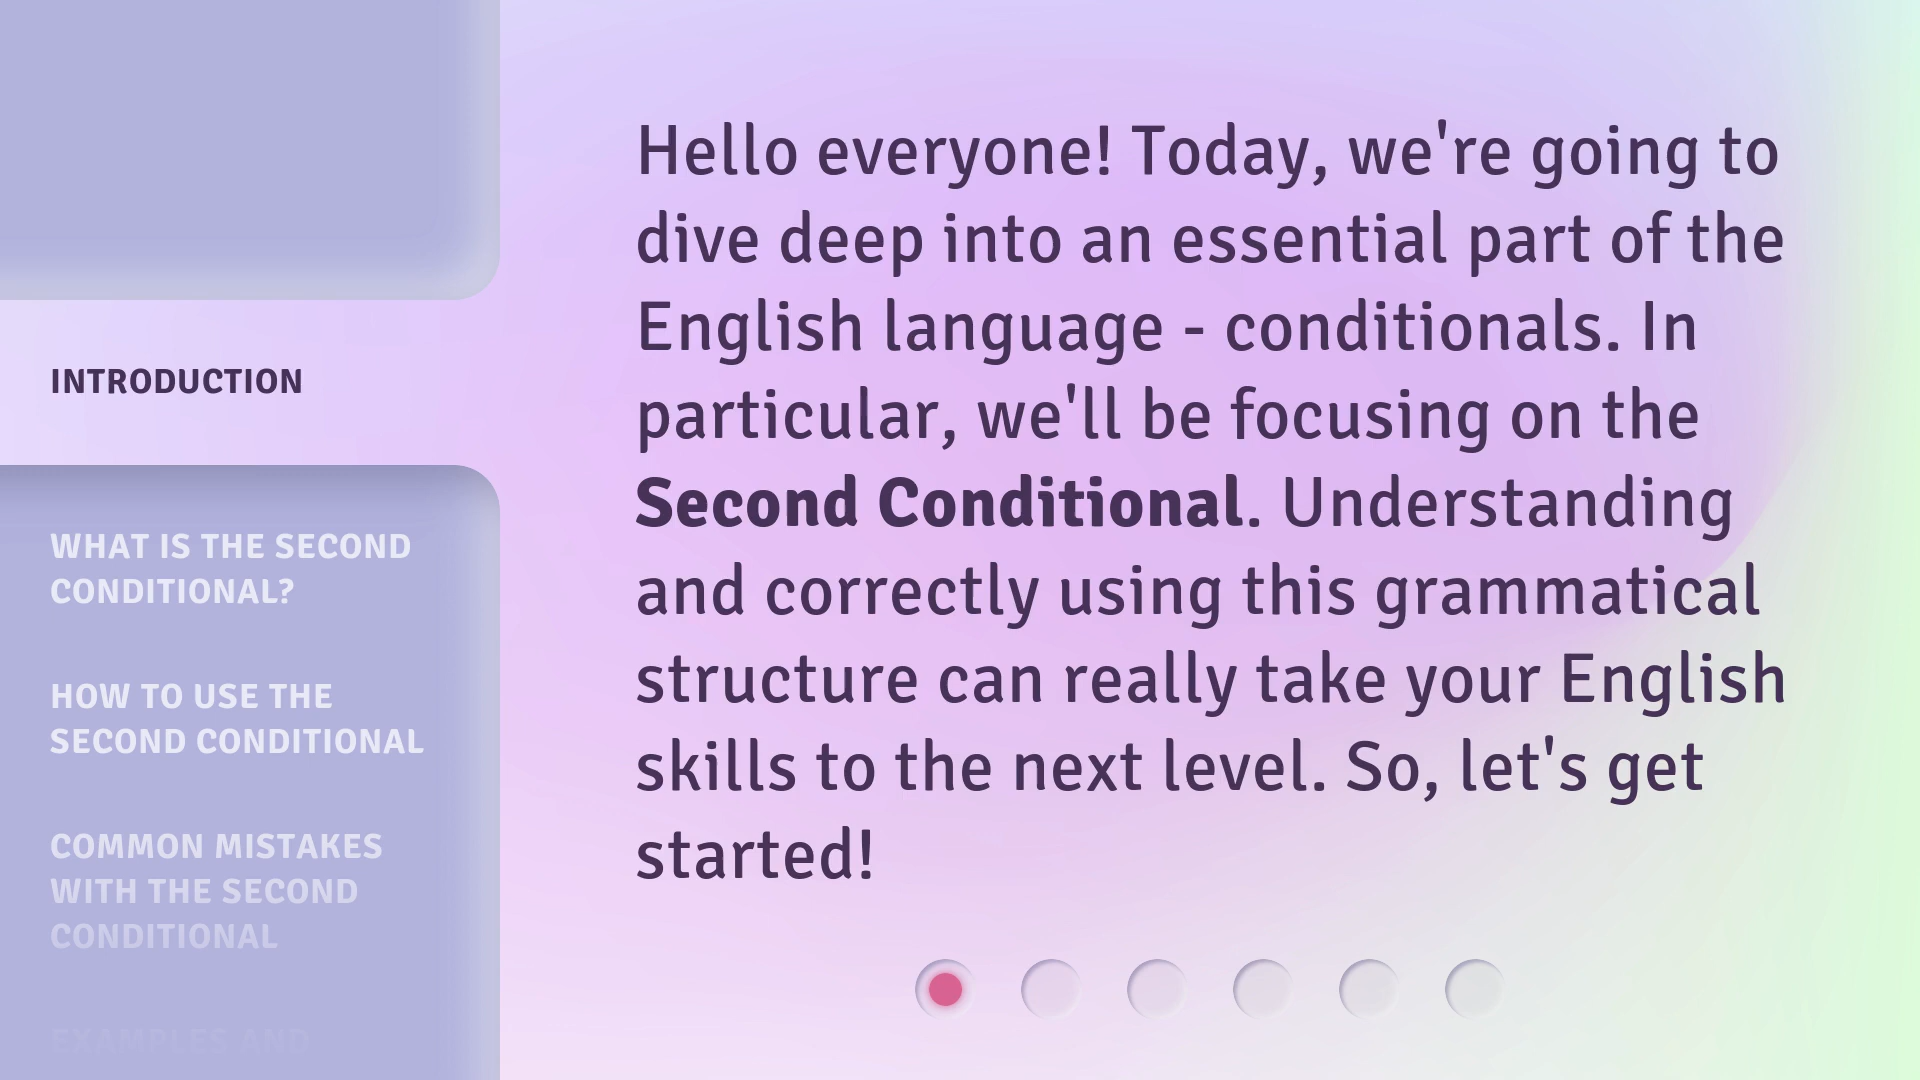 INTRODUCTION
WHAT IS THE SECOND
CONDITIONAL?
HOW TO USE THE
SECOND CONDITIONAL
COMMON MISTAKES
WITH THE SECOND
CONDITIONAL
EXAMPLES AND
Hello everyone! Today, we're going to
dive deep into an essential part of the
English language - conditionals. In
particular, we'll be focusing on the
Second Conditional. Understanding
and correctly using this grammatical
structure can really take your English
skills to the next level. So, let's get
started!